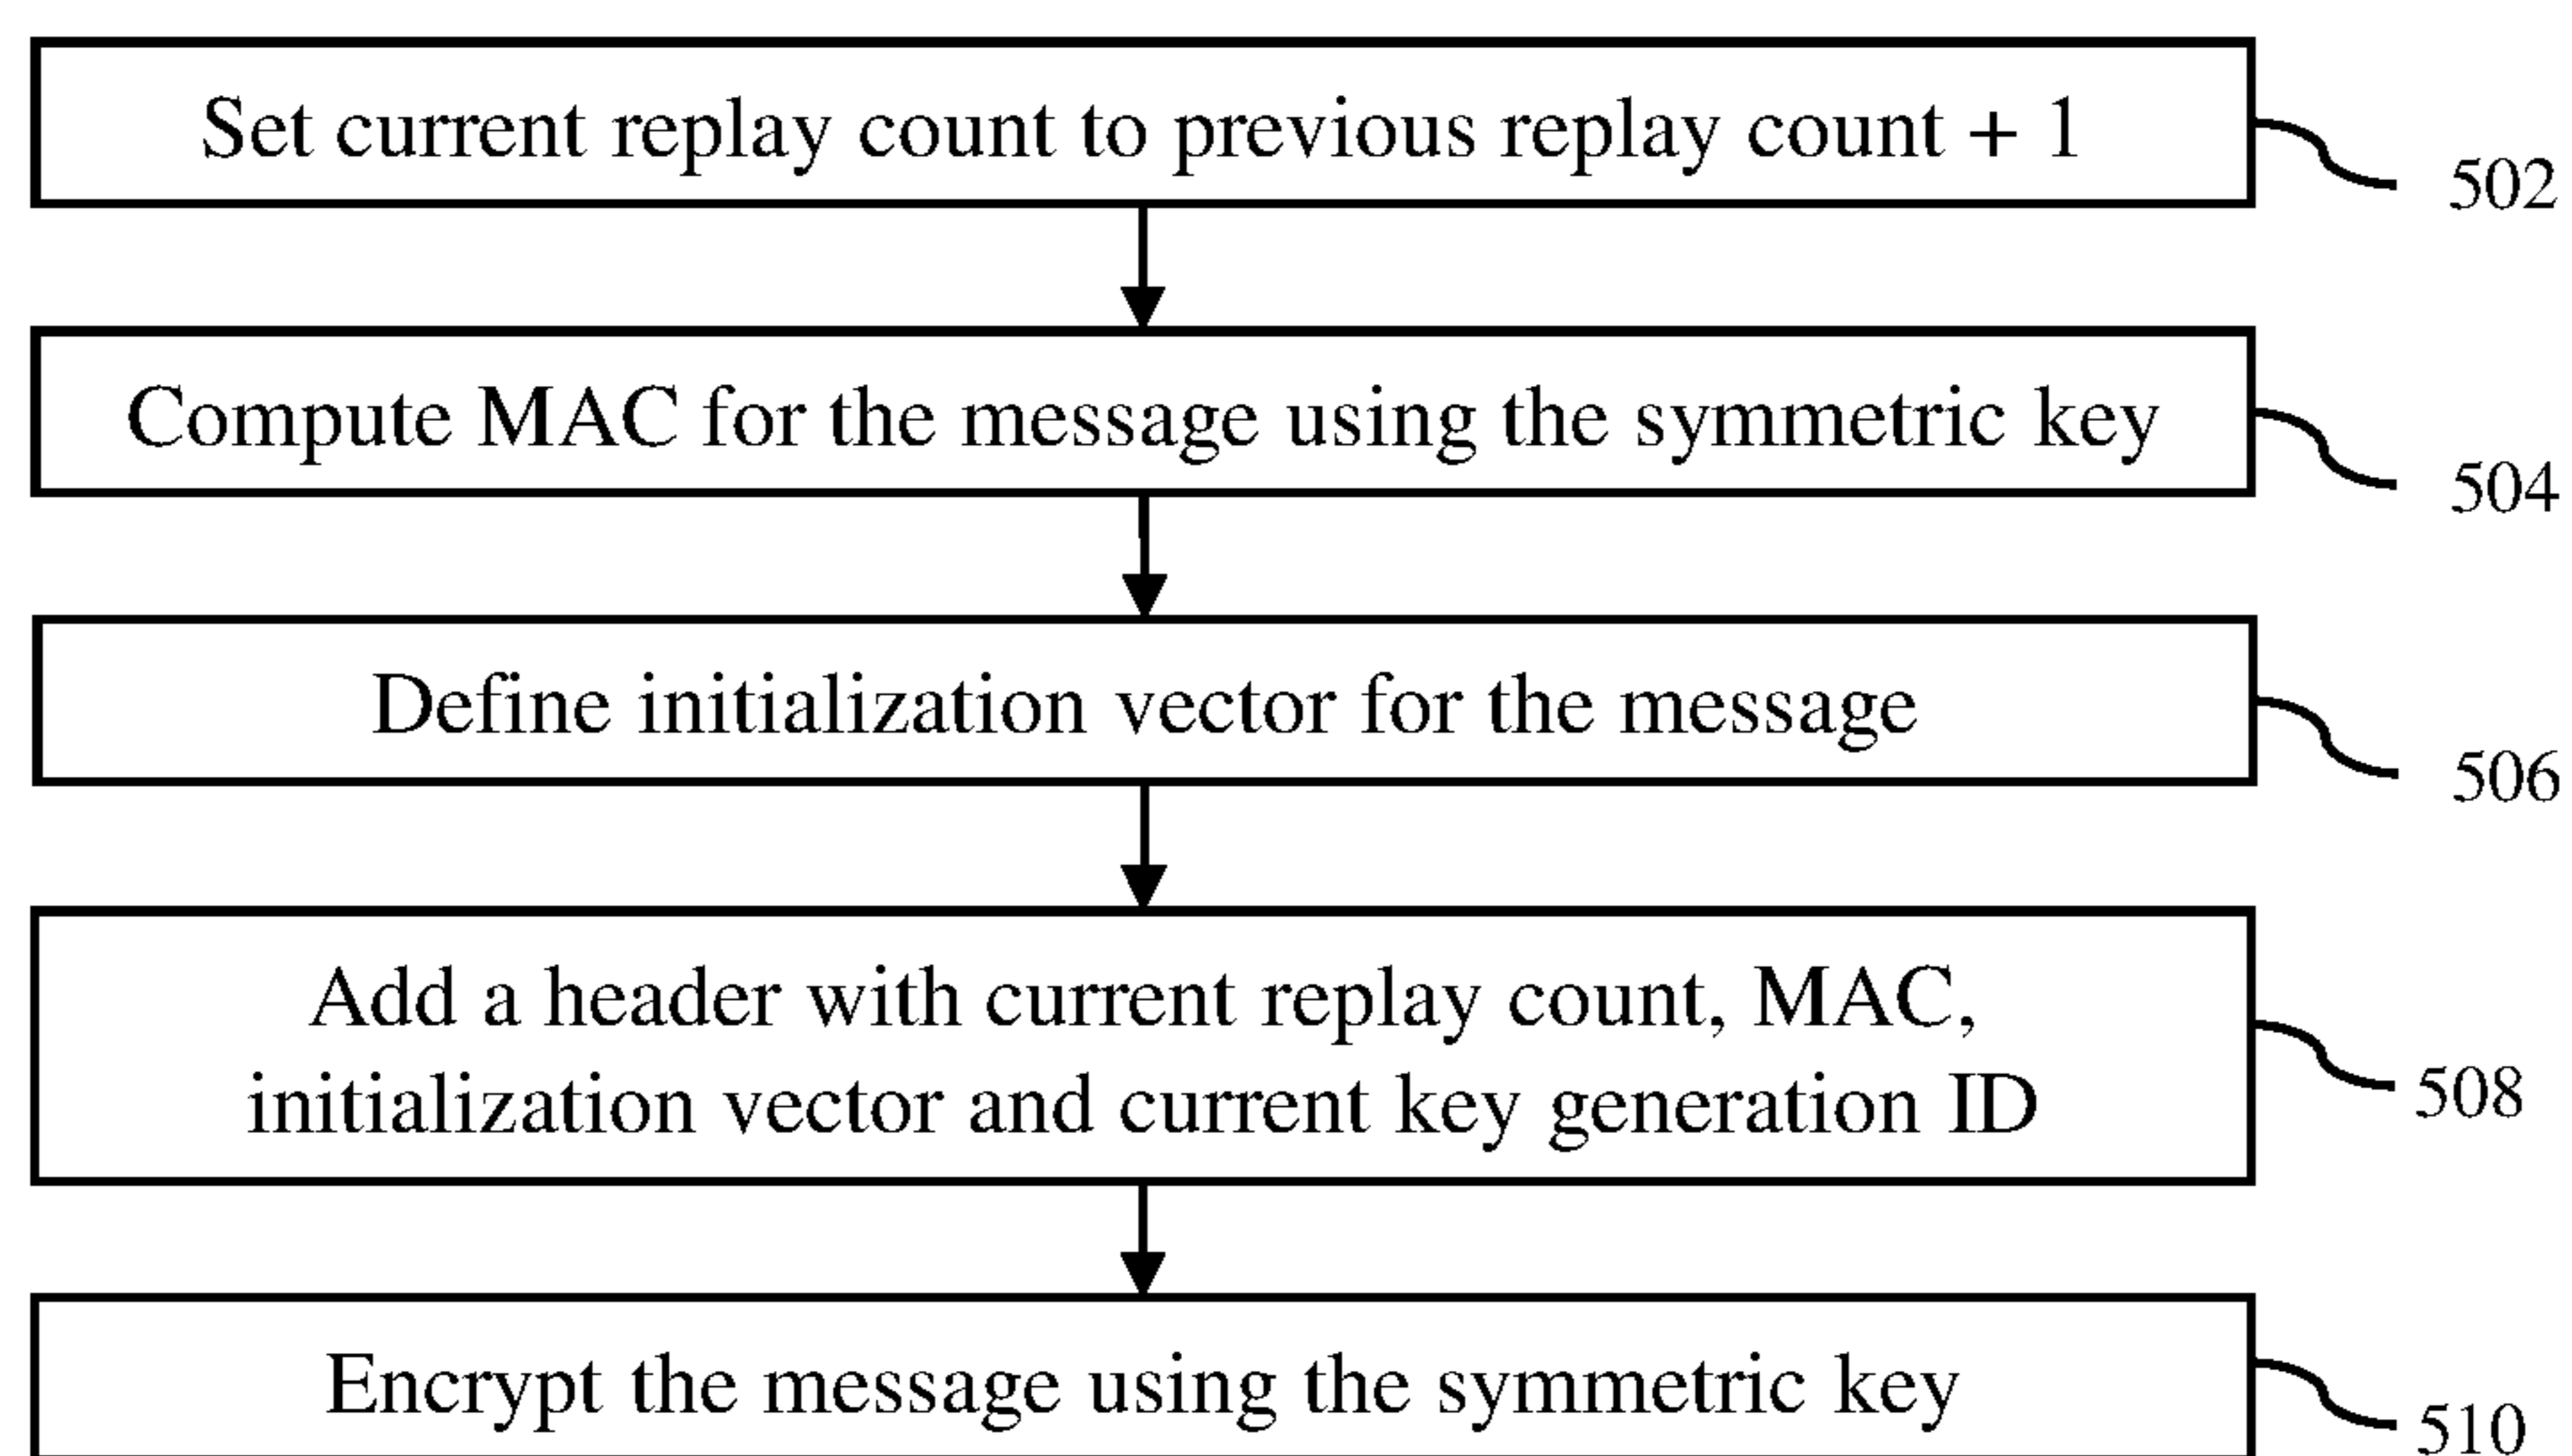 Set current replay count to previous replay count + 1
502
Compute MAC for the message using the symmetric key
504
Define initialization vector for the message
506
Add a header with current replay count, MAC,
initialization vector and current key generation ID
508
Encrypt the message using the symmetric key
510